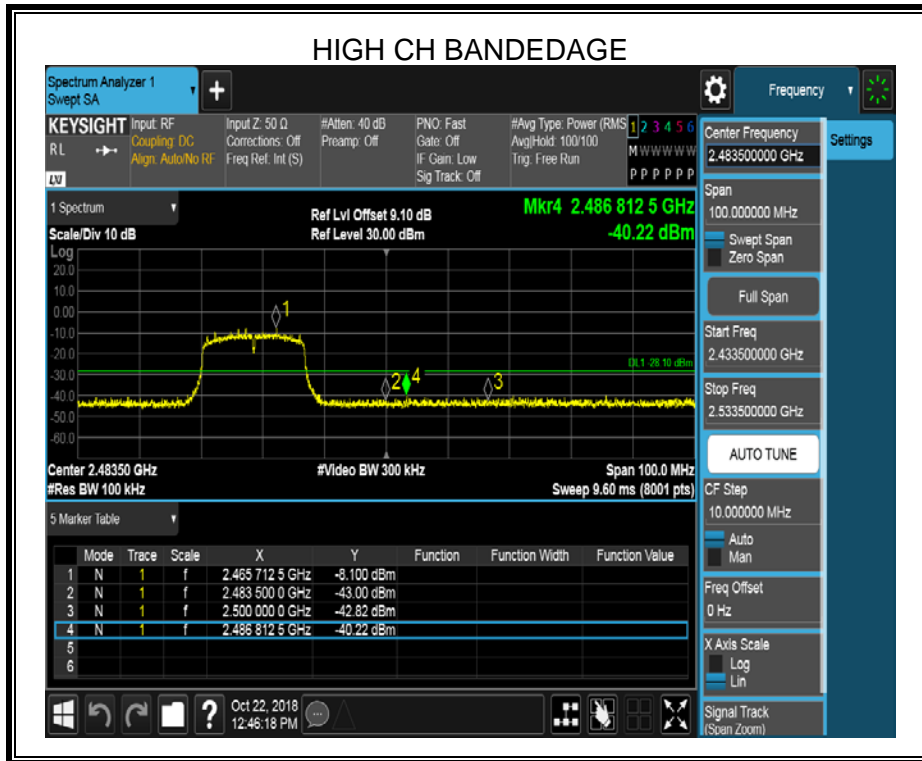 HIGH CH BANDEDAGE
Spectrum Analyzer 1
Swept SA
+
Frequency
KEYSIGHT
RL
Input: RF
Coupling: DC
Align: Auto/No RF
Input Z: 50 Ω
Corrections: Off
Freq Ref: Int (S)
#Atten: 40 dB
Preamp: Off
PNO: Fast
Gate: Off
IF Gain: Low
Sig Track: Off
#Avg Type: Power (RMS
Avg|Hold: 100/100
Trig: Free Run
1 2 3 4 5 6
M W W W W W
P P P P P P
LVI
Center Frequency
2.483500000 GHz
Settings
Span
100.000000 MHz
Swept Span
Zero Span
Full Span
Start Freq
2.433500000 GHz
Stop Freq
2.533500000 GHz
AUTO TUNE
CF Step
10.000000 MHz
Auto
Man
Freq Offset
0 Hz
X Axis Scale
Log
Lin
Signal Track
(Span Zoom)
1 Spectrum
Scale/Div 10 dB
Ref Lvl Offset 9.10 dB
Ref Level 30.00 dBm
Mkr4 2.486 812 5 GHz
-40.22 dBm
Log
20.0
10.0
0.00
-10.0
-20.0
-30.0
-40.0
-50.0
-60.0
1
2
4
3
DL1 -28.10 dBm
Center 2.48350 GHz
#Res BW 100 kHz
#Video BW 300 kHz
Span 100.0 MHz
Sweep 9.60 ms (8001 pts)
5 Marker Table
Mode Trace Scale X Y Function Function Width Function Value
1 N 1 f 2.465 712 5 GHz -8.100 dBm
2 N 1 f 2.483 500 0 GHz -43.00 dBm
3 N 1 f 2.500 000 0 GHz -42.82 dBm
4 N 1 f 2.486 812 5 GHz -40.22 dBm
5
6
?
Oct 22, 2018
12:46:18 PM